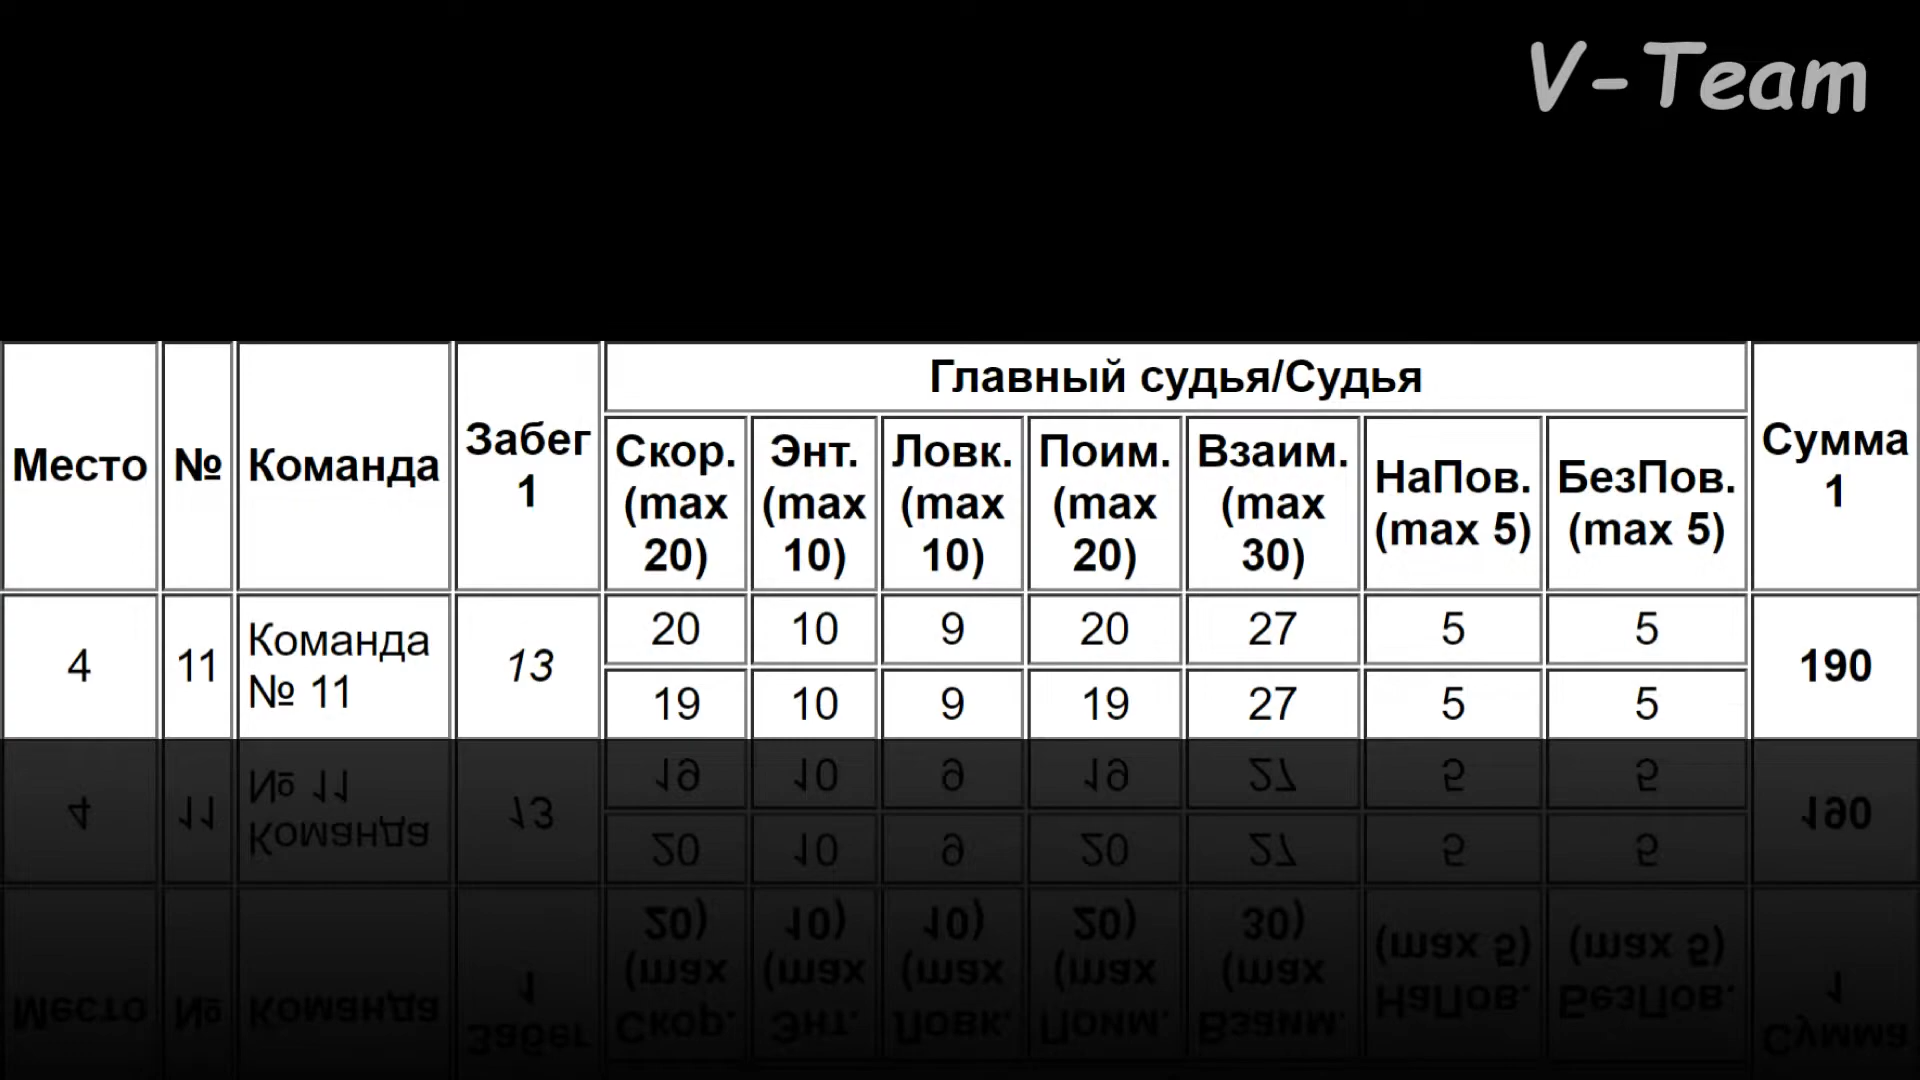 V-Team
Главный судья/Судья
Место
№
Команда
Забег
1
Скор.
(max
20)
Энт.
(max
10)
Ловк.
(max
10)
Поим.
(max
20)
Взаим.
(max
30)
НаПов.
(max 5)
БезПов.
(max 5)
Сумма
1
4
11
Команда
№ 11
13
20 10 9 20 27 5 5
19 10 9 19 27 5 5
190